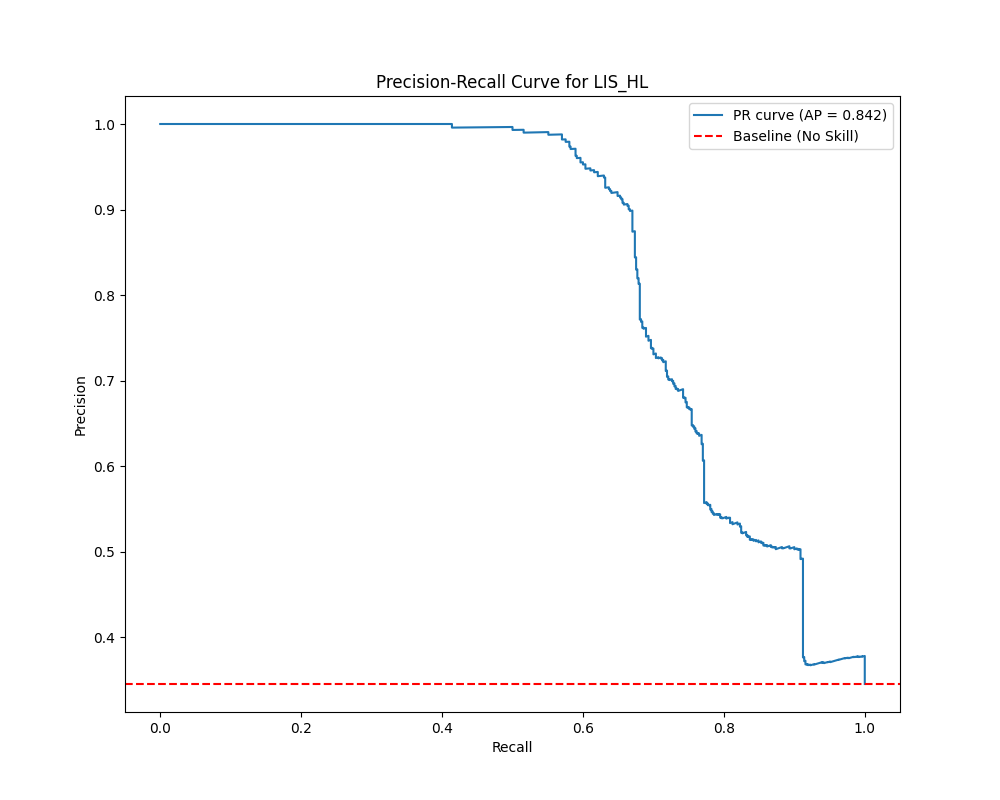 Precision-Recall Curve for LIS_HL
PR curve (AP = 0.842)
Baseline (No Skill)
1.0
0.9
0.8
0.7
0.6
0.5
0.4
Precision
0.0 0.2 0.4 0.6 0.8 1.0
Recall